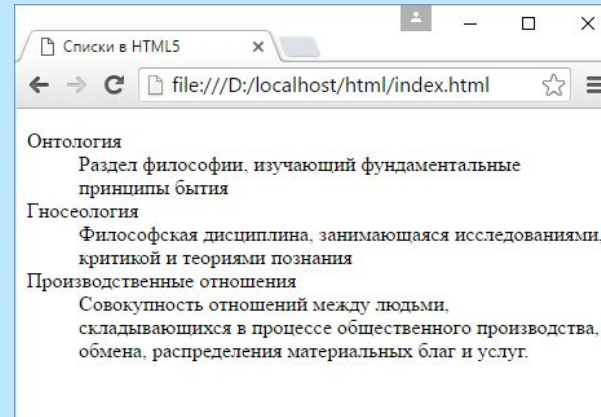 Списки в HTML5
file:///D:/localhost/html/index.html
Онтология
Раздел философии, изучающий фундаментальные
принципы бытия
Гносеология
Философская дисциплина, занимающаяся исследованиями,
критикой и теориями познания
Производственные отношения
Совокупность отношений между людьми,
складывающихся в процессе общественного производства,
обмена, распределения материальных благ и услуг.